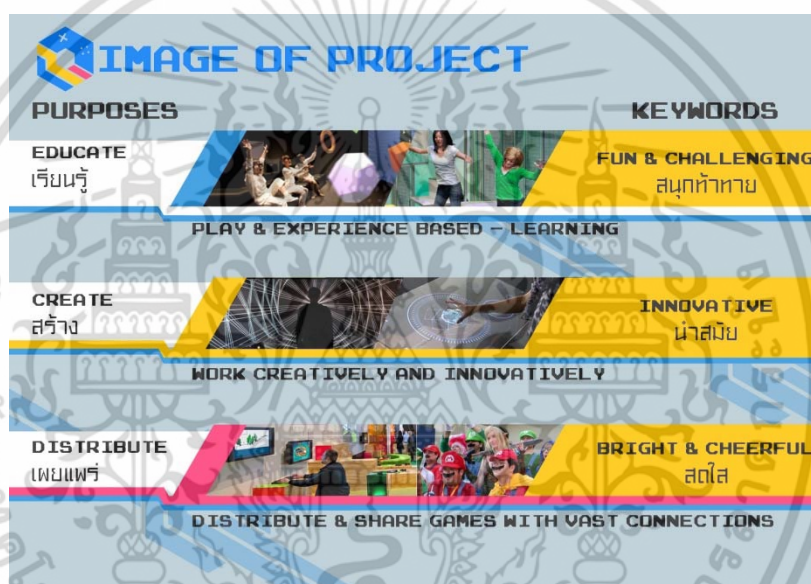 IMAGE OF PROJECT
PURPOSES
KEYWORDS
EDUCATE
เรียนรู้
FUN & CHALLENGING
สนุกท้าทาย
PLAY & EXPERIENCE BASED - LEARNING
CREATE
สร้าง
INNOVATIVE
นำสมัย
WORK CREATIVELY AND INNOVATIVELY
DISTRIBUTE
เผยแพร่
BRIGHT & CHEERFUL
สดใส
DISTRIBUTE & SHARE GAMES WITH VAST CONNECTIONS